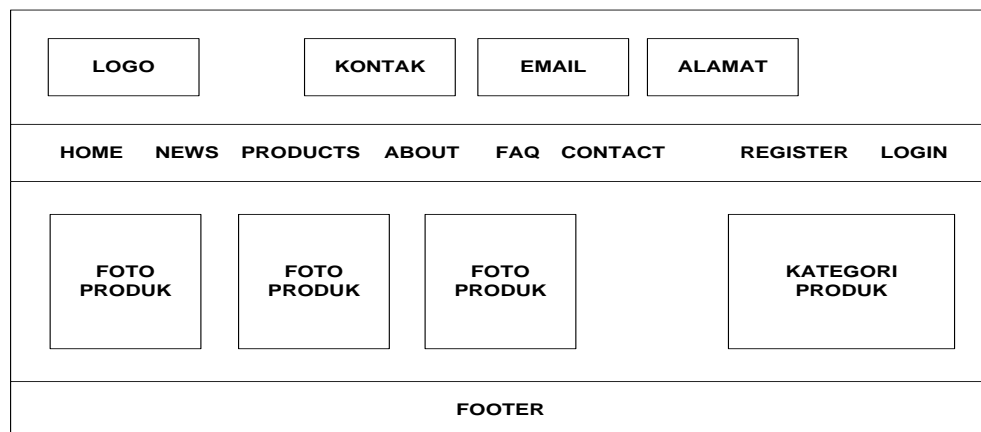 LOGO KONTAK EMAIL ALAMAT
HOME NEWS PRODUCTS ABOUT FAQ CONTACT REGISTER LOGIN
FOTO PRODUK
FOTO PRODUK
FOTO PRODUK
KATEGORI PRODUK
FOOTER